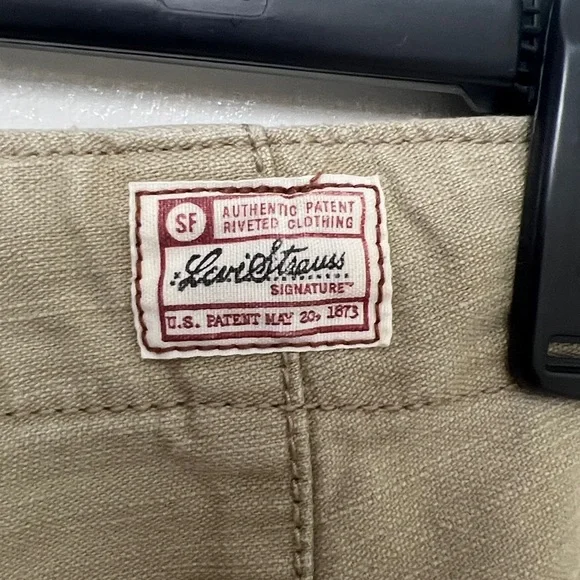 SF
AUTHENTIC PATENT
RIVETED CLOTHING
Levi Strauss
SIGNATURE™
U.S. PATENT MAY 20, 1873